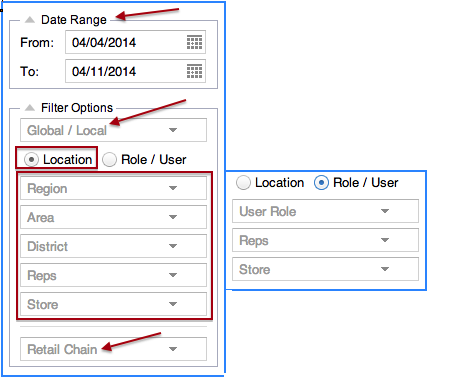 Date Range
From: 04/04/2014
To: 04/11/2014
Filter Options
Global / Local
Location Role / User
Region
Area
District
Reps
Store
Retail Chain
Location Role / User
User Role
Reps
Store